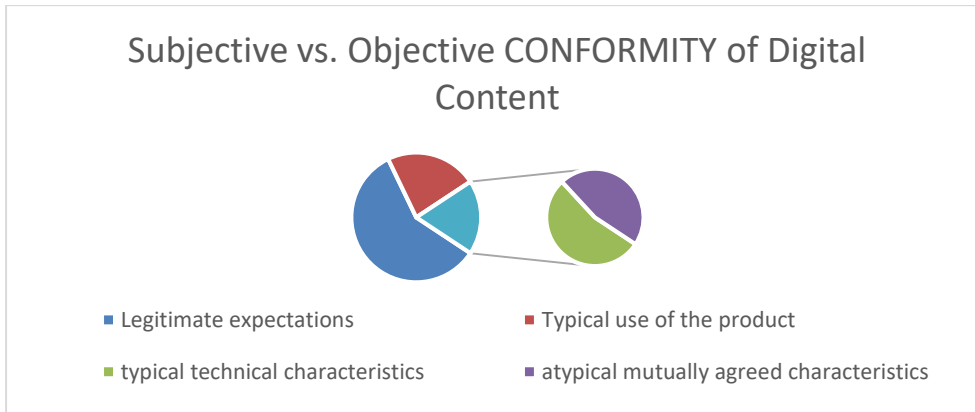 Subjective vs. Objective CONFORMITY of Digital
Content
Legitimate expectations
Typical use of the product
typical technical characteristics
atypical mutually agreed characteristics